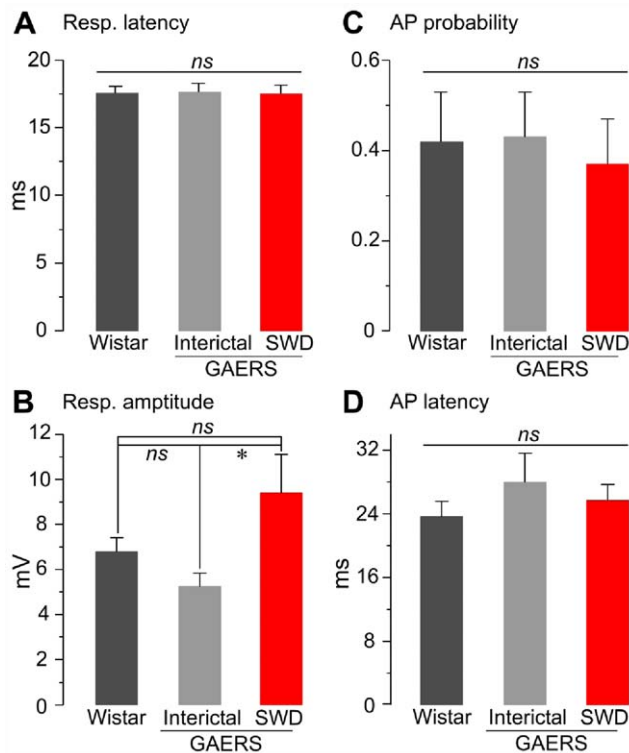 A Resp. latency
ns
20
15
10
5
0
ms
Wistar Interictal SWD
GAERS
B Resp. amplitude
ns
ns *
12
10
8
6
4
2
0
mV
Wistar Interictal SWD
GAERS
C AP probability
ns
0.6
0.4
0.2
0
Wistar Interictal SWD
GAERS
D AP latency
ns
32
24
16
8
0
ms
Wistar Interictal SWD
GAERS